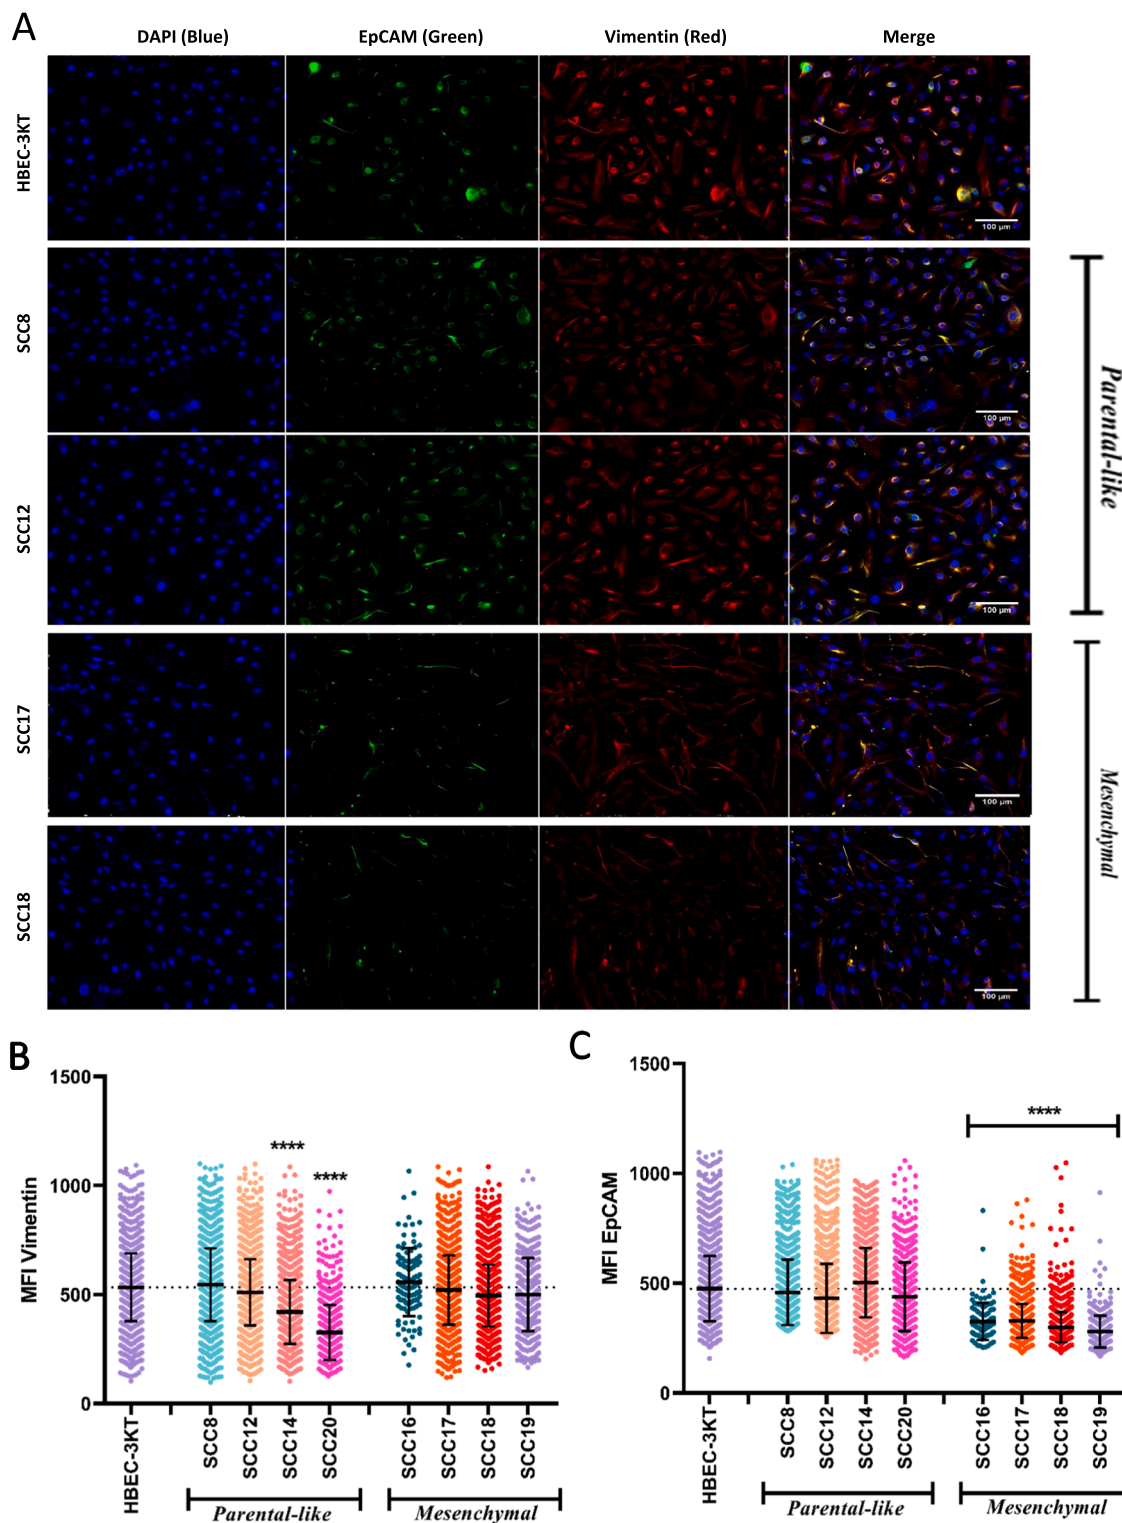 A
DAPI (Blue) EpCAM (Green) Vimentin (Red) Merge
HBEC-3KT
100 µm
SCC8
100 µm
Parental-like
SCC12
100 µm
SCC17
100 µm
Mesenchymal
SCC18
100 µm
B
MFI Vimentin
1500
1000
500
0
****
****
HBEC-3KT SCC8 SCC12 SCC14 SCC20 SCC16 SCC17 SCC18 SCC19
Parental-like Mesenchymal
C
MFI EpCAM
1500
1000
500
0
****
HBEC-3KT SCC8 SCC12 SCC14 SCC20 SCC16 SCC17 SCC18 SCC19
Parental-like Mesenchymal